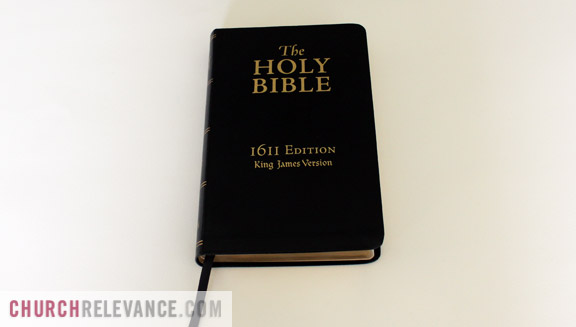 The
HOLY
BIBLE
1611 EDITION
King James Version
CHURCHRELEVANCE.COM